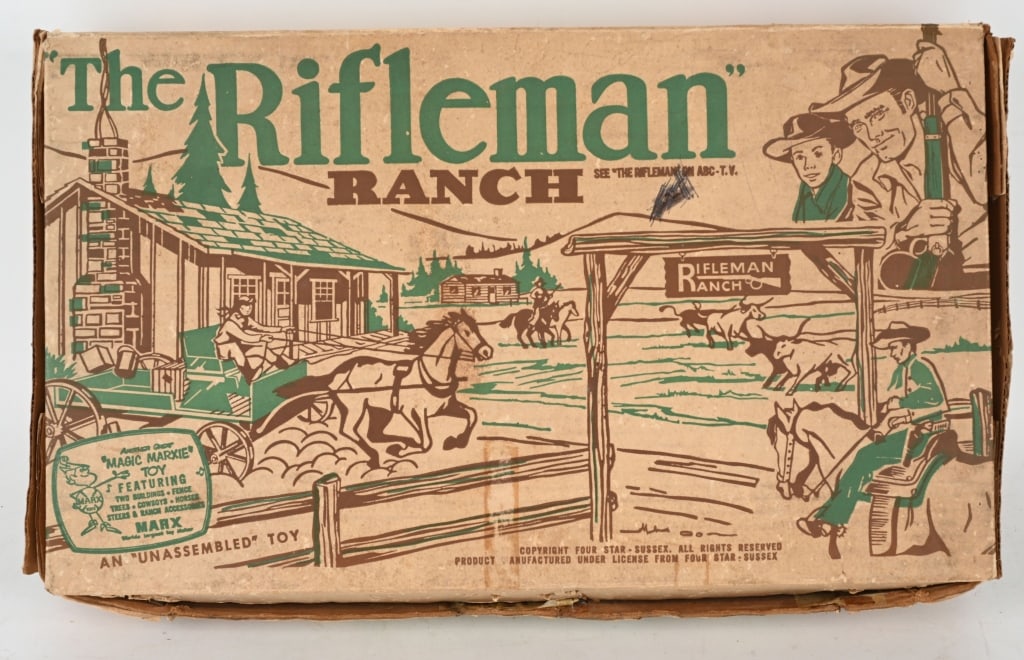 "The Rifleman"
RANCH
SEE "THE RIFLEMAN" ON ABC-T.V.
RIFLEMAN
RANCH
"MAGIC MARXIE"
TOY
FEATURING
TWO BUILDINGS • FENCE
TREES • COWBOYS • HORSES
STEERS & RANCH ACCESSORIES
MARX
MARX
AN "UNASSEMBLED" TOY
COPYRIGHT FOUR STAR - SUSSEX. ALL RIGHTS RESERVED
PRODUCT ANUFACTURED UNDER LICENSE FROM FOUR STAR - SUSSEX